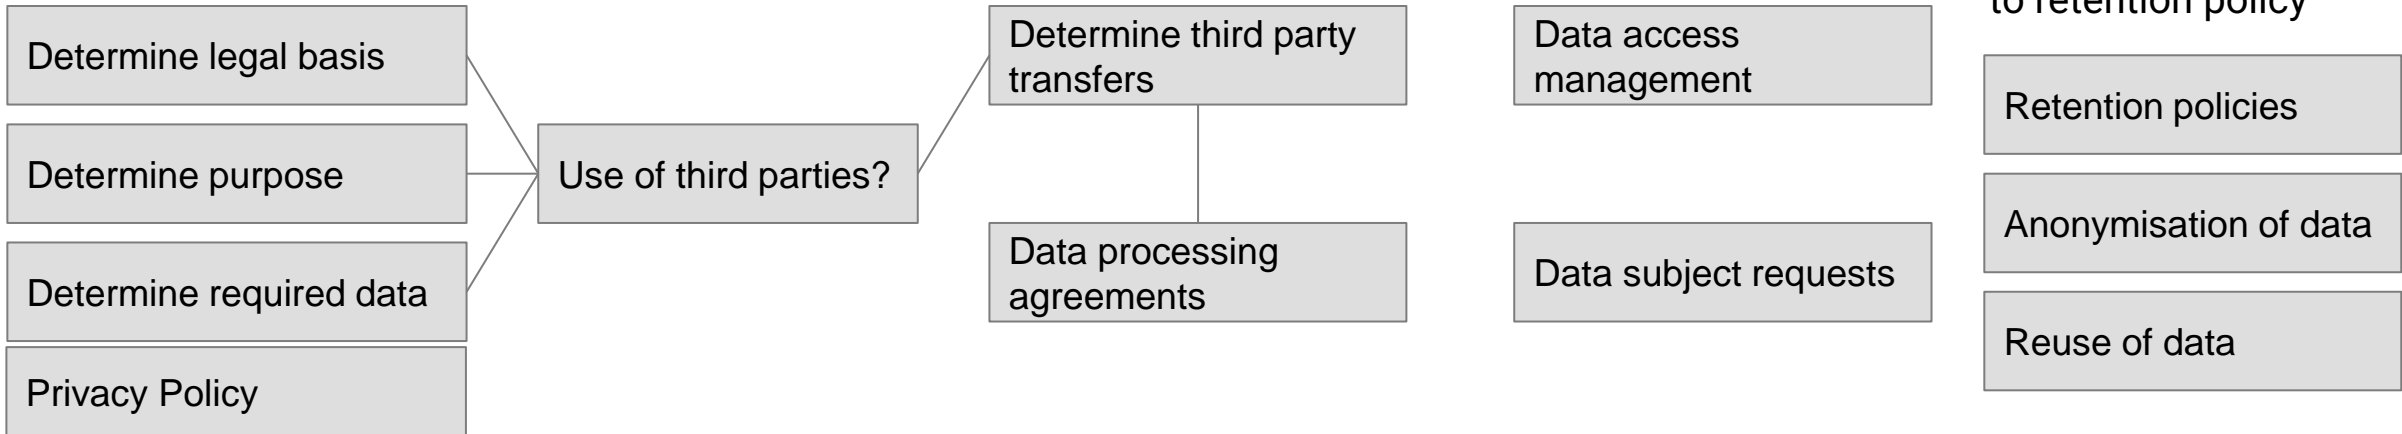 Determine legal basis
Determine purpose
Determine required data
Privacy Policy
Use of third parties?
Determine third party
transfers
Data processing
agreements
Data access
management
Data subject requests
to retention policy
Retention policies
Anonymisation of data
Reuse of data